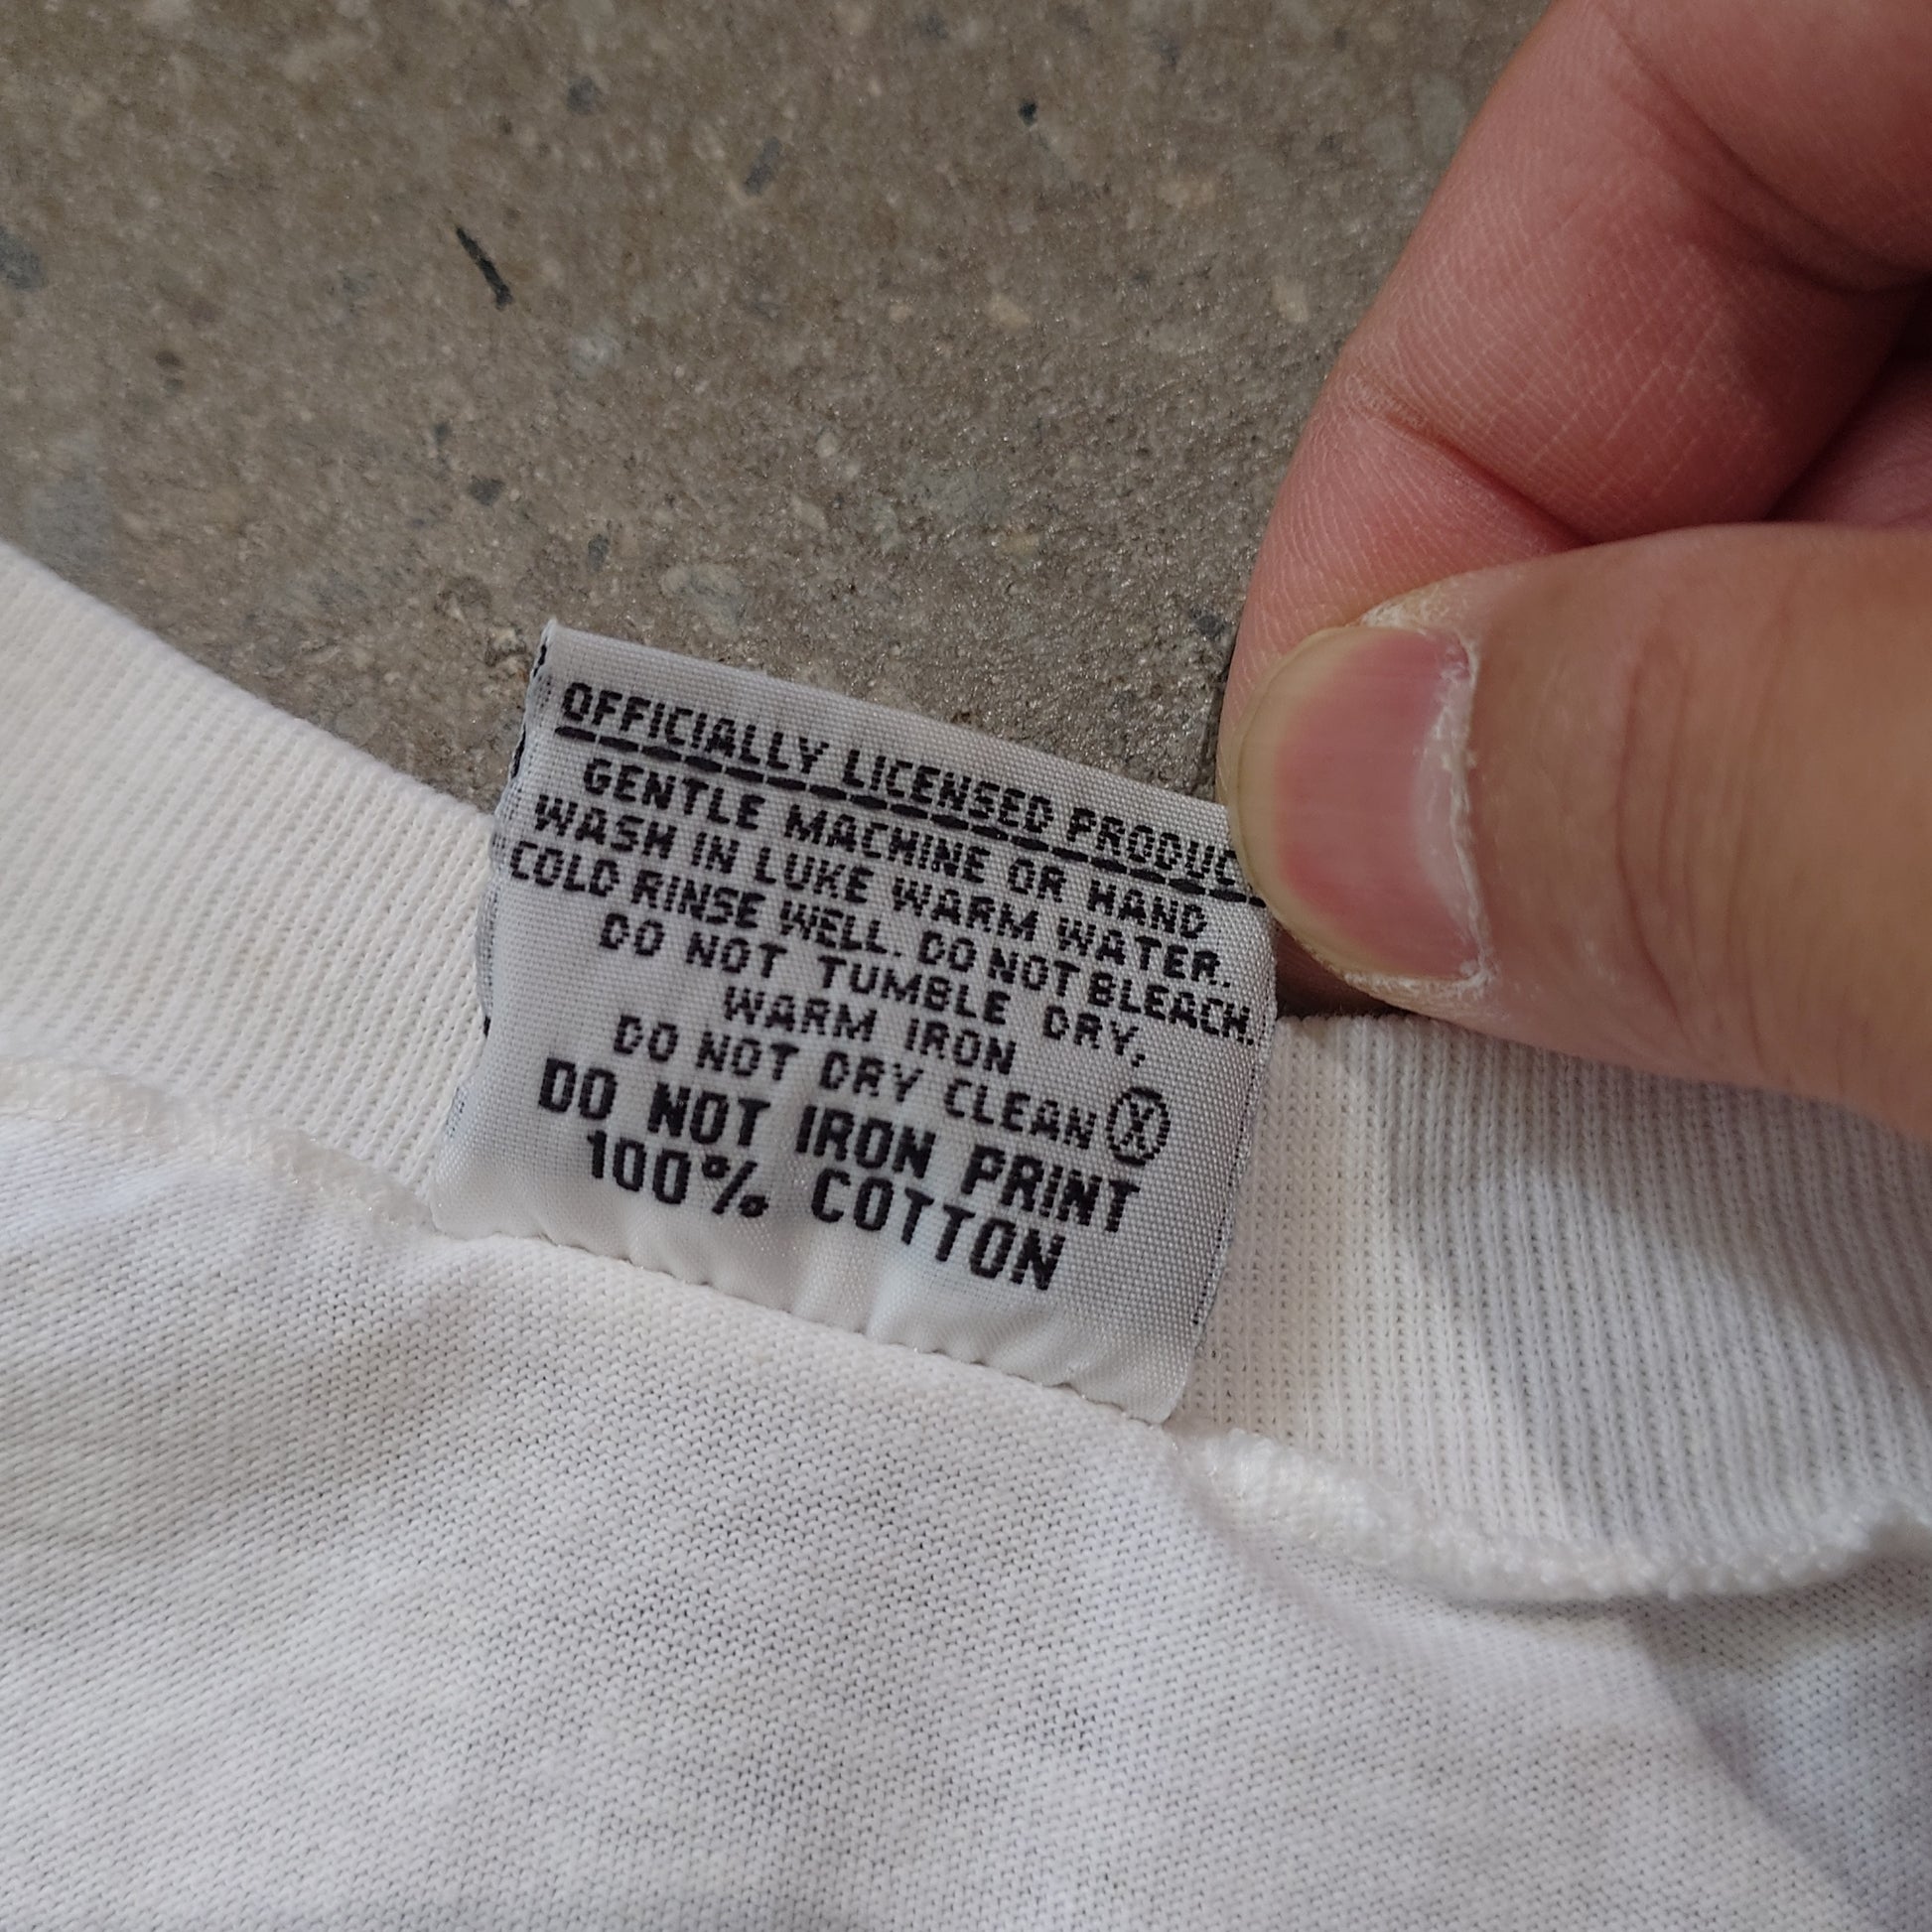 OFFICIALLY LICENSED PRODUC
GENTLE MACHINE OR HAND
WASH IN LUKE WARM WATER.
COLD RINSE WELL. DO NOT BLEACH.
DO NOT TUMBLE DRY.
WARM IRON
DO NOT DRY CLEAN Ⓧ
DO NOT IRON PRINT
100% COTTON